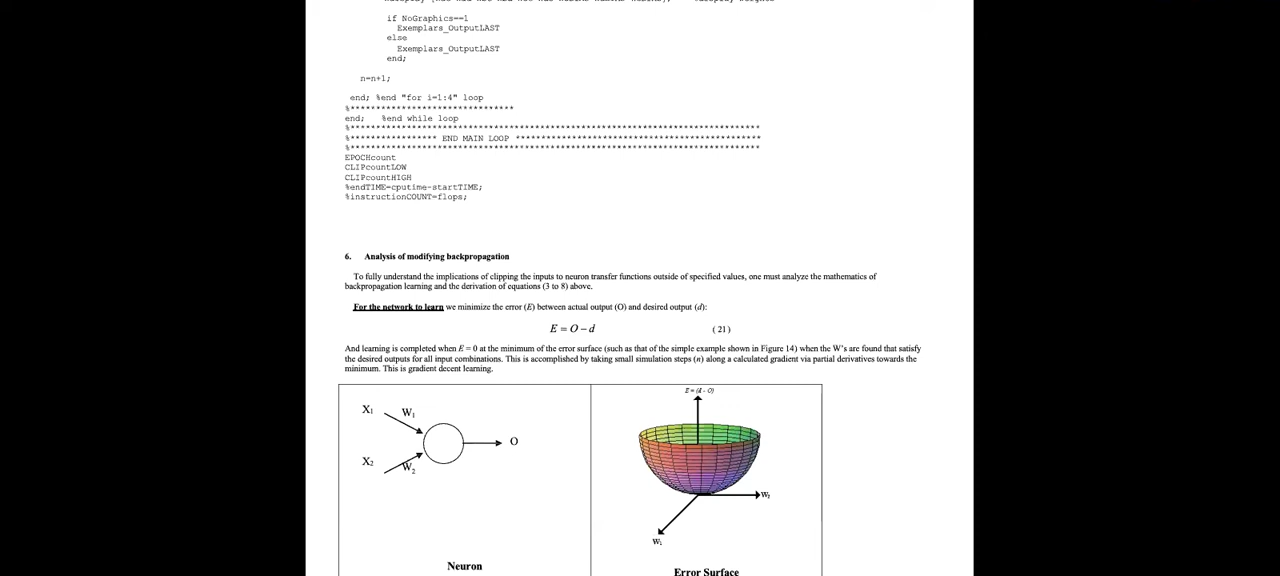 if NoGraphics==1
Exemplars_OutputLAST
else
Exemplars_OutputLAST
end;
n=n+1;
end; %end "for i=1:4" loop
%********************************
end; %end while loop
%*********************************************************************************
%***************** END MAIN LOOP ************************************************
%*********************************************************************************
EPOCHcount
CLIPcountLOW
CLIPcountHIGH
%endTIME=cputime-startTIME;
%instructionCOUNT=flops;
6. Analysis of modifying backpropagation
To fully understand the implications of clipping the inputs to neuron transfer functions outside of specified values, one must analyze the mathematics of
backpropagation learning and the derivation of equations (3 to 8) above.
For the network to learn we minimize the error (E) between actual output (O) and desired output (d):
E = O – d (21)
And learning is completed when E = 0 at the minimum of the error surface (such as that of the simple example shown in Figure 14) when the W's are found that satisfy
the desired outputs for all input combinations. This is accomplished by taking small simulation steps (n) along a calculated gradient via partial derivatives towards the
minimum. This is gradient decent learning.
E = (d - O)
X1
W1
O
X2
W2
W2
W1
Neuron
Error Surface